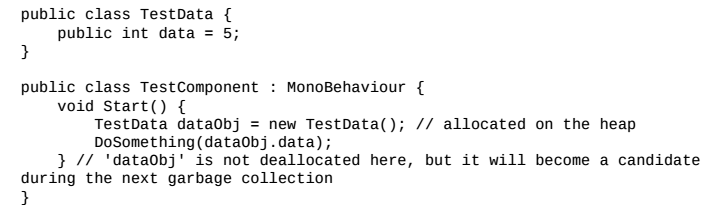 public class TestData {
    public int data = 5;
}

public class TestComponent : MonoBehaviour {
    void Start() {
        TestData dataObj = new TestData(); // allocated on the heap
        DoSomething(dataObj.data);
    } // 'dataObj' is not deallocated here, but it will become a candidate
during the next garbage collection
}